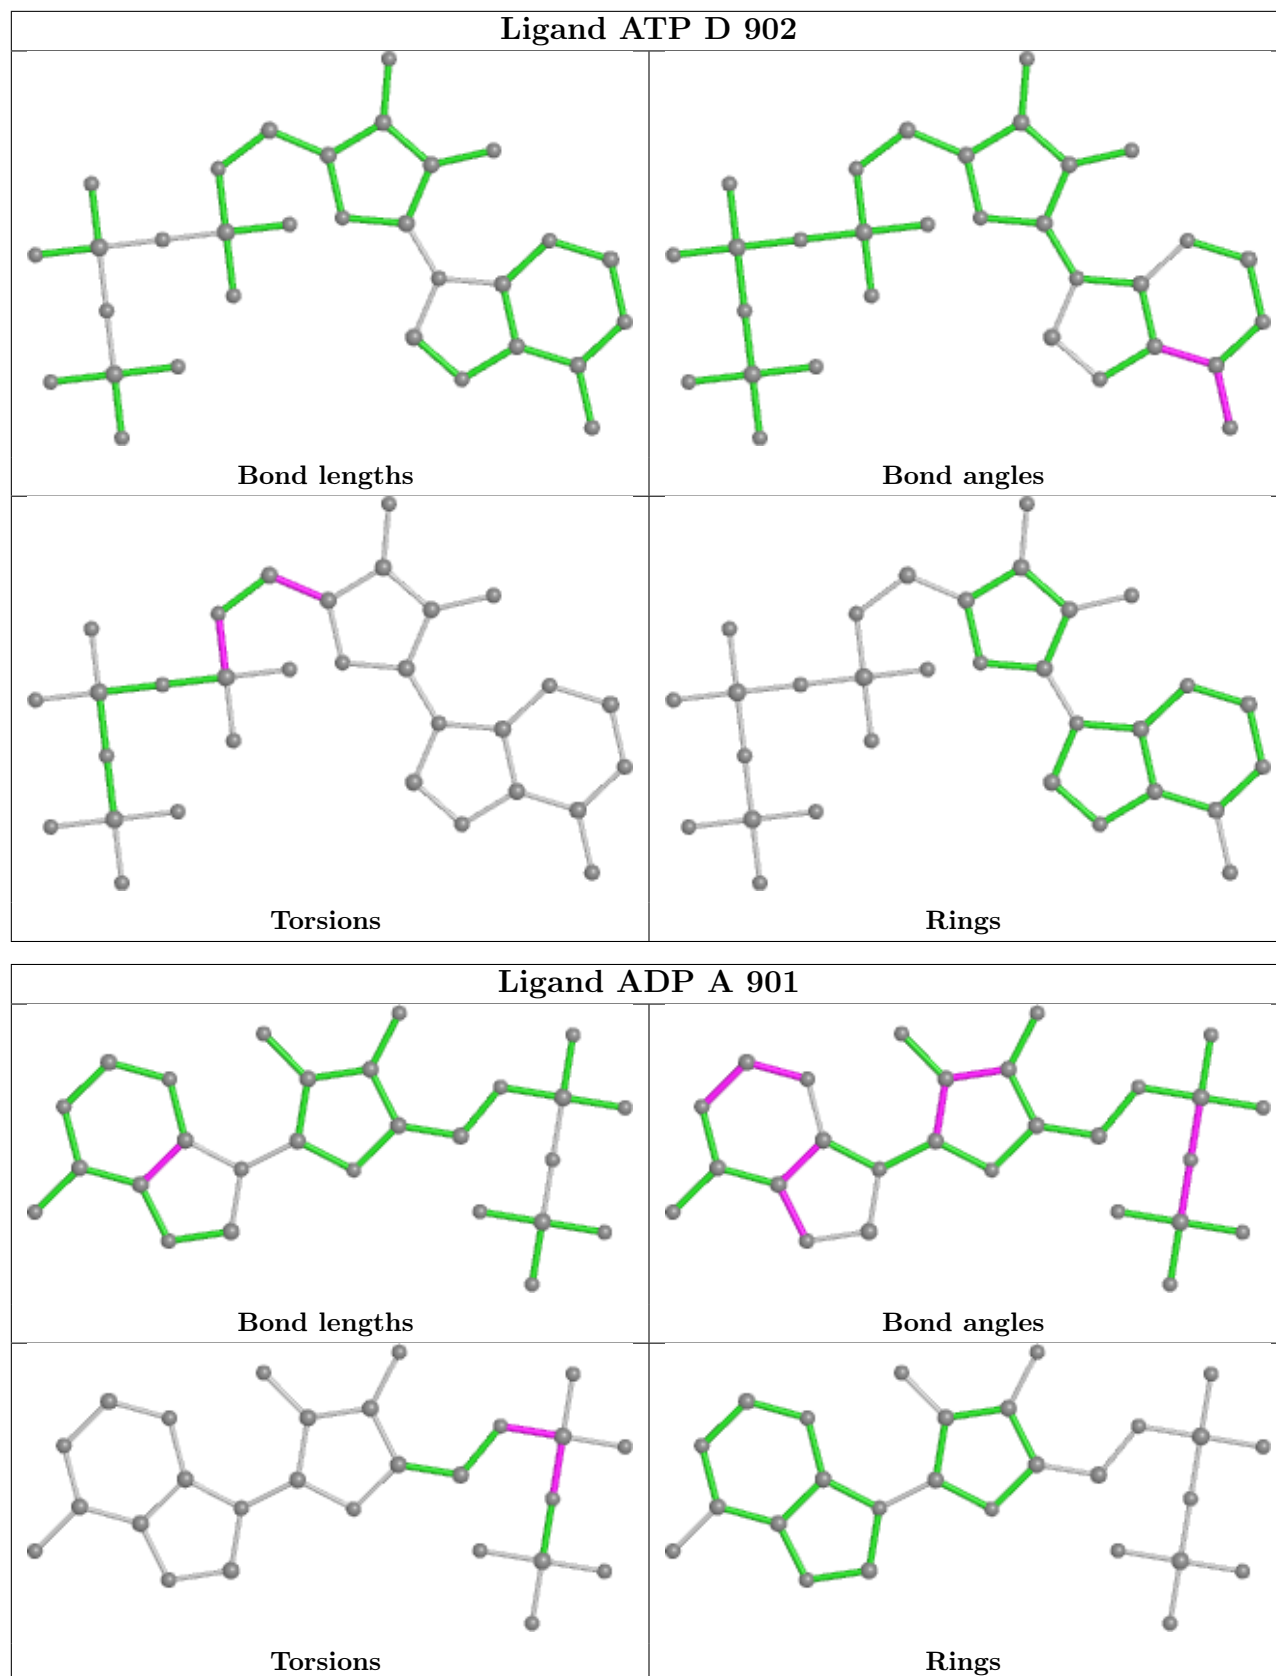 Ligand ATP D 902
Bond lengths
Bond angles
Torsions
Rings
Ligand ADP A 901
Bond lengths
Bond angles
Torsions
Rings